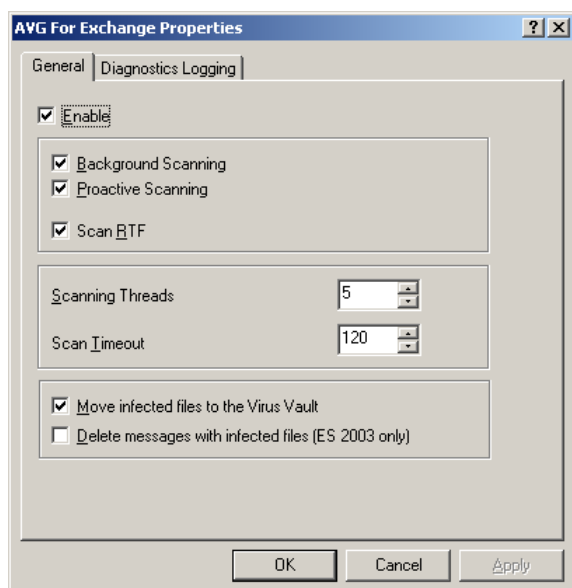 AVG For Exchange Properties
General
Diagnostics Logging
Enable
Background Scanning
Proactive Scanning
Scan RTF
Scanning Threads
5
Scan Timeout
120
Move infected files to the Virus Vault
Delete messages with infected files (ES 2003 only)
OK
Cancel
Apply